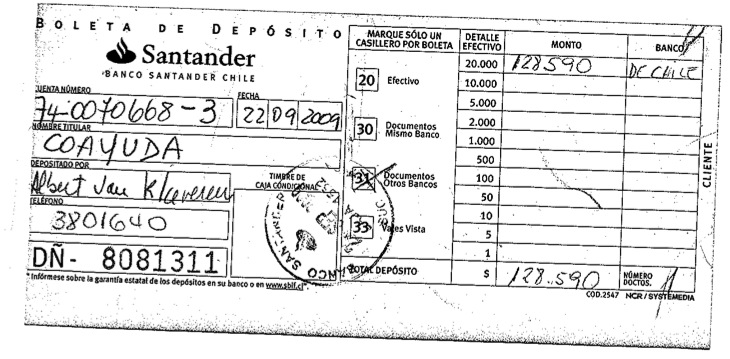 BOLETA DE DEPÓSITO
Santander
BANCO SANTANDER CHILE
CUENTA NÚMERO
74-0070668-3
FECHA
22 09 2009
NOMBRE TITULAR
COAYUDA
DEPOSITADO POR
Albert Van
TELÉFONO
3801640
DÑ- 8081311
TIMBRE DE
CAJA CONDICIONAL
* Infórmese sobre la garantía estatal de los depósitos en su banco o en www.sbif.cl*.
MARQUE SÓLO UN
CASILLERO POR BOLETA
20 Efectivo
30 Documentos
Mismo Banco
31 Documentos
Otros Bancos
33 Vales Vista
TOTAL DEPÓSITO
DETALLE
EFECTIVO
MONTO
BANCO
20.000 128.590 DE CHILE
10.000
5.000
2.000
1.000
500
100
50
10
5
1
$ 128.590
NÚMERO
DOCTOS.
1
COD.2547 NCR / SYSTEMEDIA
CLIENTE
SANTANDER
BANCO